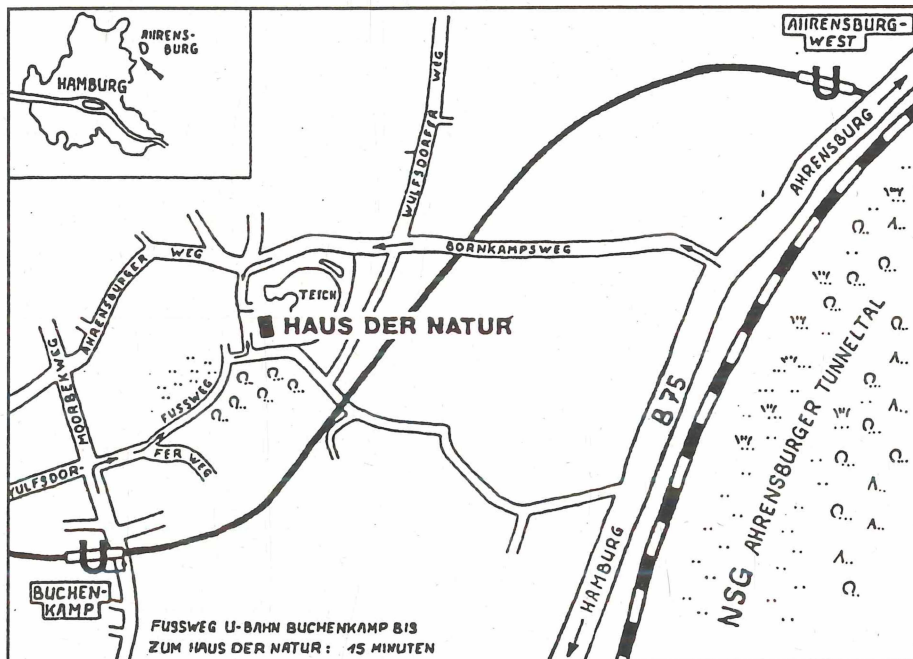 AHRENS-
BURG
HAMBURG
AHRENSBURG-
WEST
U
AHRENSBURG
WULFSDORFER WEG
BORNKAMPSWEG
AHRENSBURGER WEG
TEICH
HAUS DER NATUR
MOORBEKWEG
FUSSWEG
WULFSDOR-
FER WEG
B 75
NSG AHRENSBURGER TUNNELTAL
HAMBURG
U
BUCHEN-
KAMP
FUSSWEG U-BAHN BUCHENKAMP BIS
ZUM HAUS DER NATUR: 15 MINUTEN